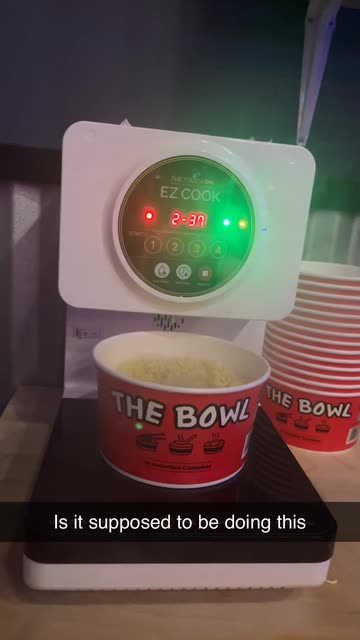 THE TOUCH ON
EZ COOK
2-37
START
1 2 3 4
THE BOWL
THE BOWL
Is it supposed to be doing this